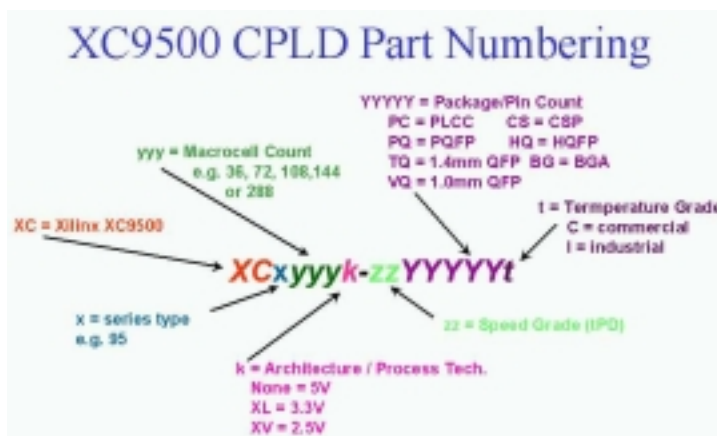 XC9500 CPLD Part Numbering
YYYYY = Package/Pin Count
PC = PLCC CS = CSP
PQ = PQFP HQ = HQFP
TQ = 1.4mm QFP BG = BGA
VQ = 1.0mm QFP
yyy = Macrocell Count
e.g. 36, 72, 108,144
or 288
t = Termperature Grade
C = commercial
I = industrial
XC = Xilinx XC9500
XCxyyyk-zzYYYYYt
x = series type
e.g. 95
zz = Speed Grade (tPD)
k = Architecture / Process Tech.
None = 5V
XL = 3.3V
XV = 2.5V